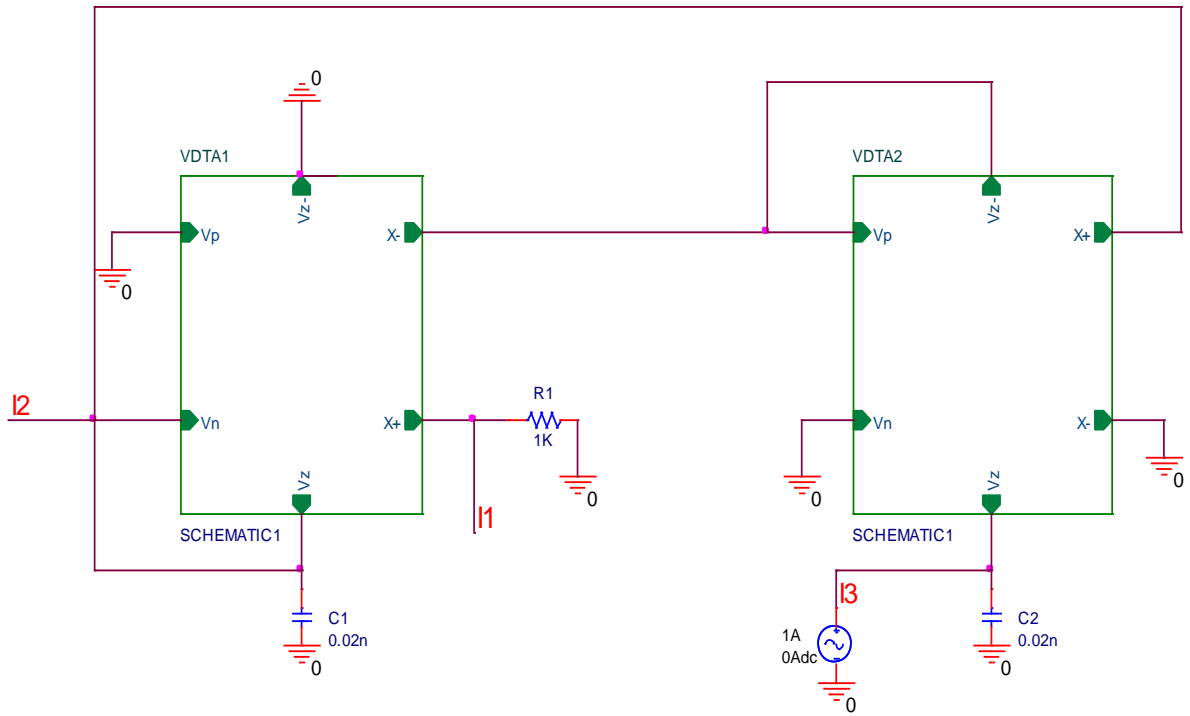 0
VDTA1
VDTA2
Vz-
Vz-
Vp
X-
Vp
X+
0
R1
I2
Vn
X+
1K
Vn
X-
0
0
0
Vz
Vz
I1
SCHEMATIC1
SCHEMATIC1
I3
C1
0.02n
C2
0.02n
1A
0Adc
0
0
0